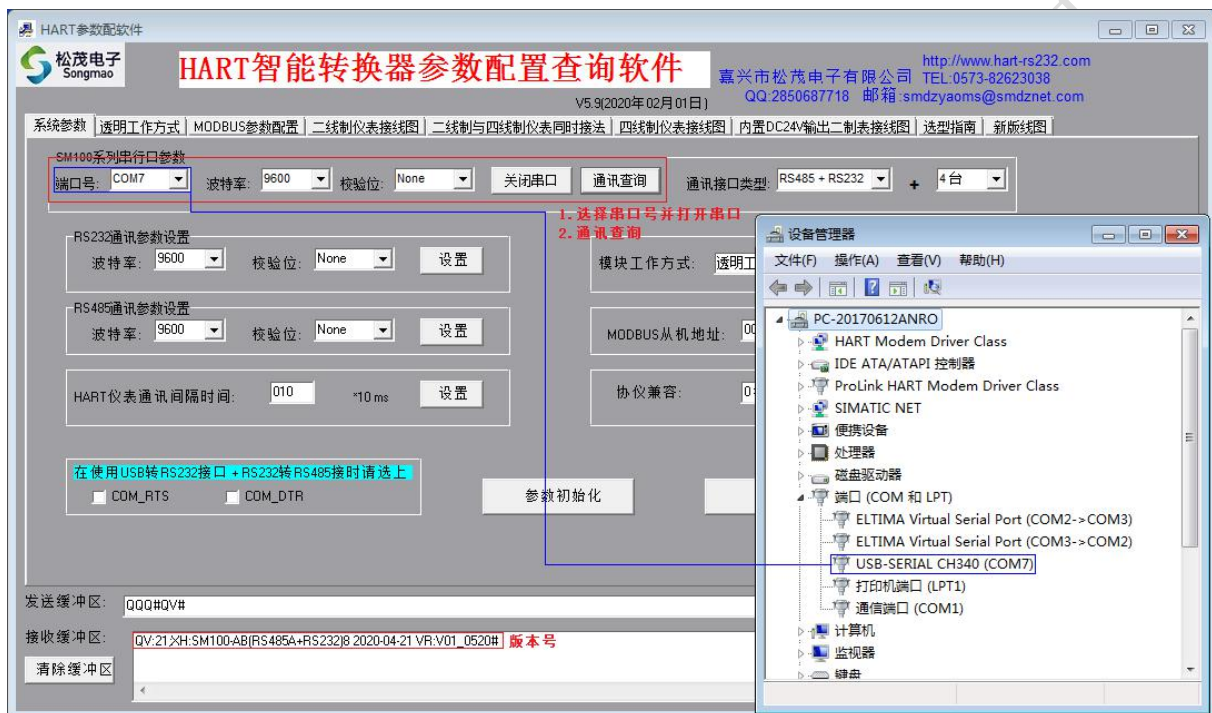 HART参数配软件
松茂电子
Songmao
HART智能转换器参数配置查询软件
http://www.hart-rs232.com
嘉兴市松茂电子有限公司 TEL:0573-82623038
V5.9(2020年02月01日)
QQ:2850687718 邮箱:smdzyaoms@smdznet.com
系统参数 透明工作方式 MODBUS参数配置 二线制仪表接线图 二线制与四线制仪表同时接法 四线制仪表接线图 内置DC24V输出二制表接线图 选型指南 新版线图
SM100系列串行口参数
端口号: COM7 波特率: 9600 校验位: None 关闭串口 通讯查询 通讯接口类型: RS485+RS232 + 4台
1.选择串口号并打开串口
2.通讯查询
RS232通讯参数设置
波特率: 9600 校验位: None 设置 模块工作方式: 透明工
RS485通讯参数设置
波特率: 9600 校验位: None 设置 MODBUS从机地址: 00
HART仪表通讯间隔时间: 010 *10 ms 设置 协仪兼容:
在使用USB转RS232接口+RS232转RS485接时请选上
COM_RTS COM_DTR
参数初始化
发送缓冲区: QQQ#QV#
接收缓冲区: QV:21;XH:SM100-AB(RS485A+RS232)8 2020-04-21 VR:V01_0520# 版本号
清除缓冲区
设备管理器
文件(F) 操作(A) 查看(V) 帮助(H)
PC-20170612ANRO
HART Modem Driver Class
IDE ATA/ATAPI 控制器
ProLink HART Modem Driver Class
SIMATIC NET
便携设备
处理器
磁盘驱动器
端口 (COM 和 LPT)
ELTIMA Virtual Serial Port (COM2->COM3)
ELTIMA Virtual Serial Port (COM3->COM2)
USB-SERIAL CH340 (COM7)
打印机端口 (LPT1)
通信端口 (COM1)
计算机
监视器
键盘